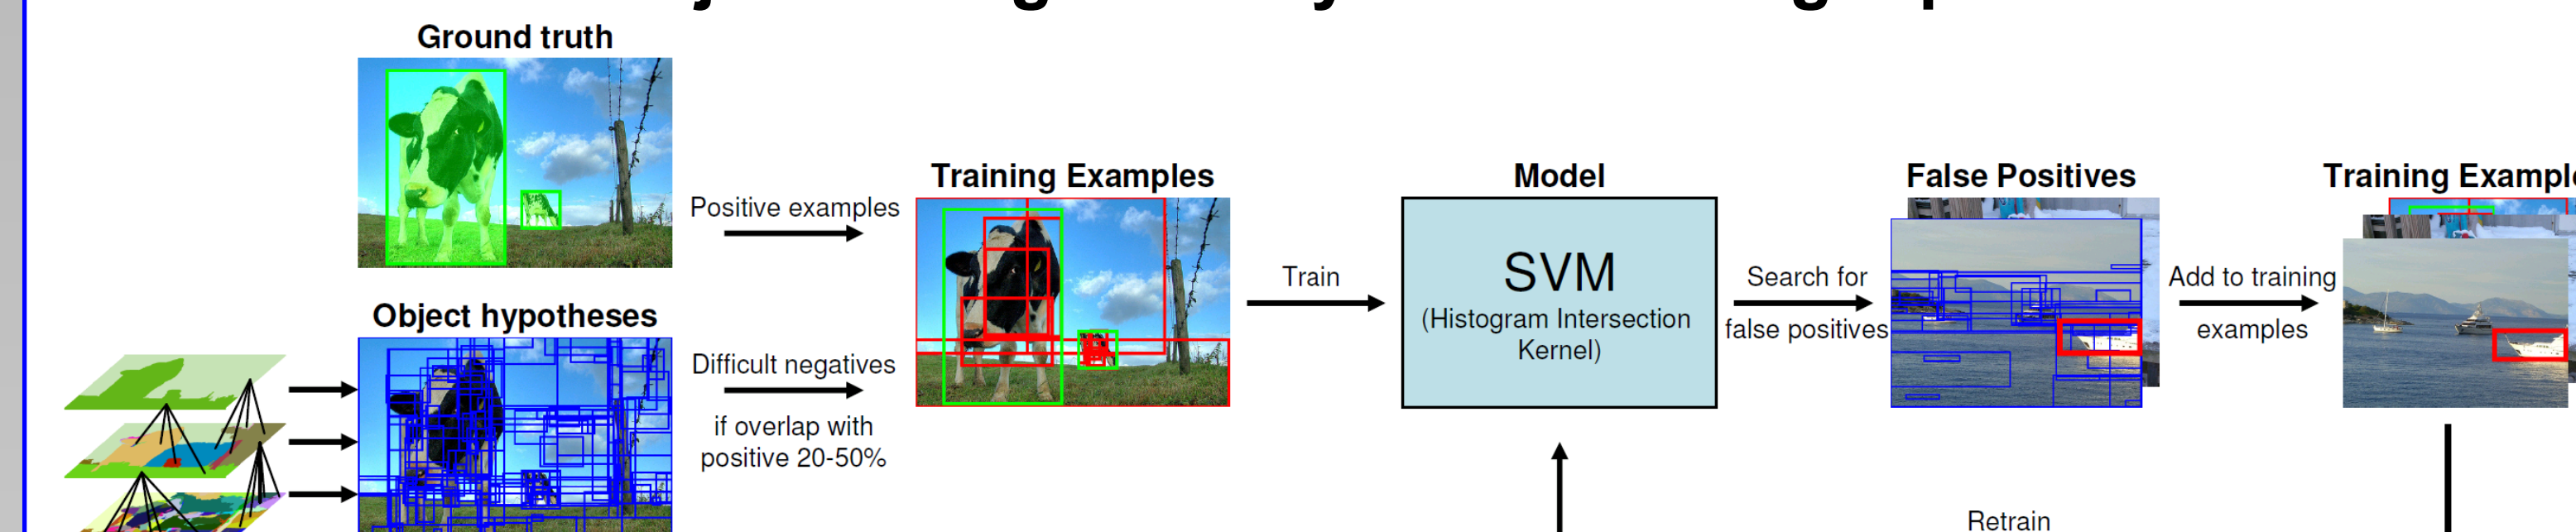 Ground truth
Positive examples
Training Examples
Train
Model
SVM
(Histogram Intersection
Kernel)
Search for
false positives
False Positives
Add to training
examples
Object hypotheses
Difficult negatives
if overlap with
positive 20-50%
Training
Retrain